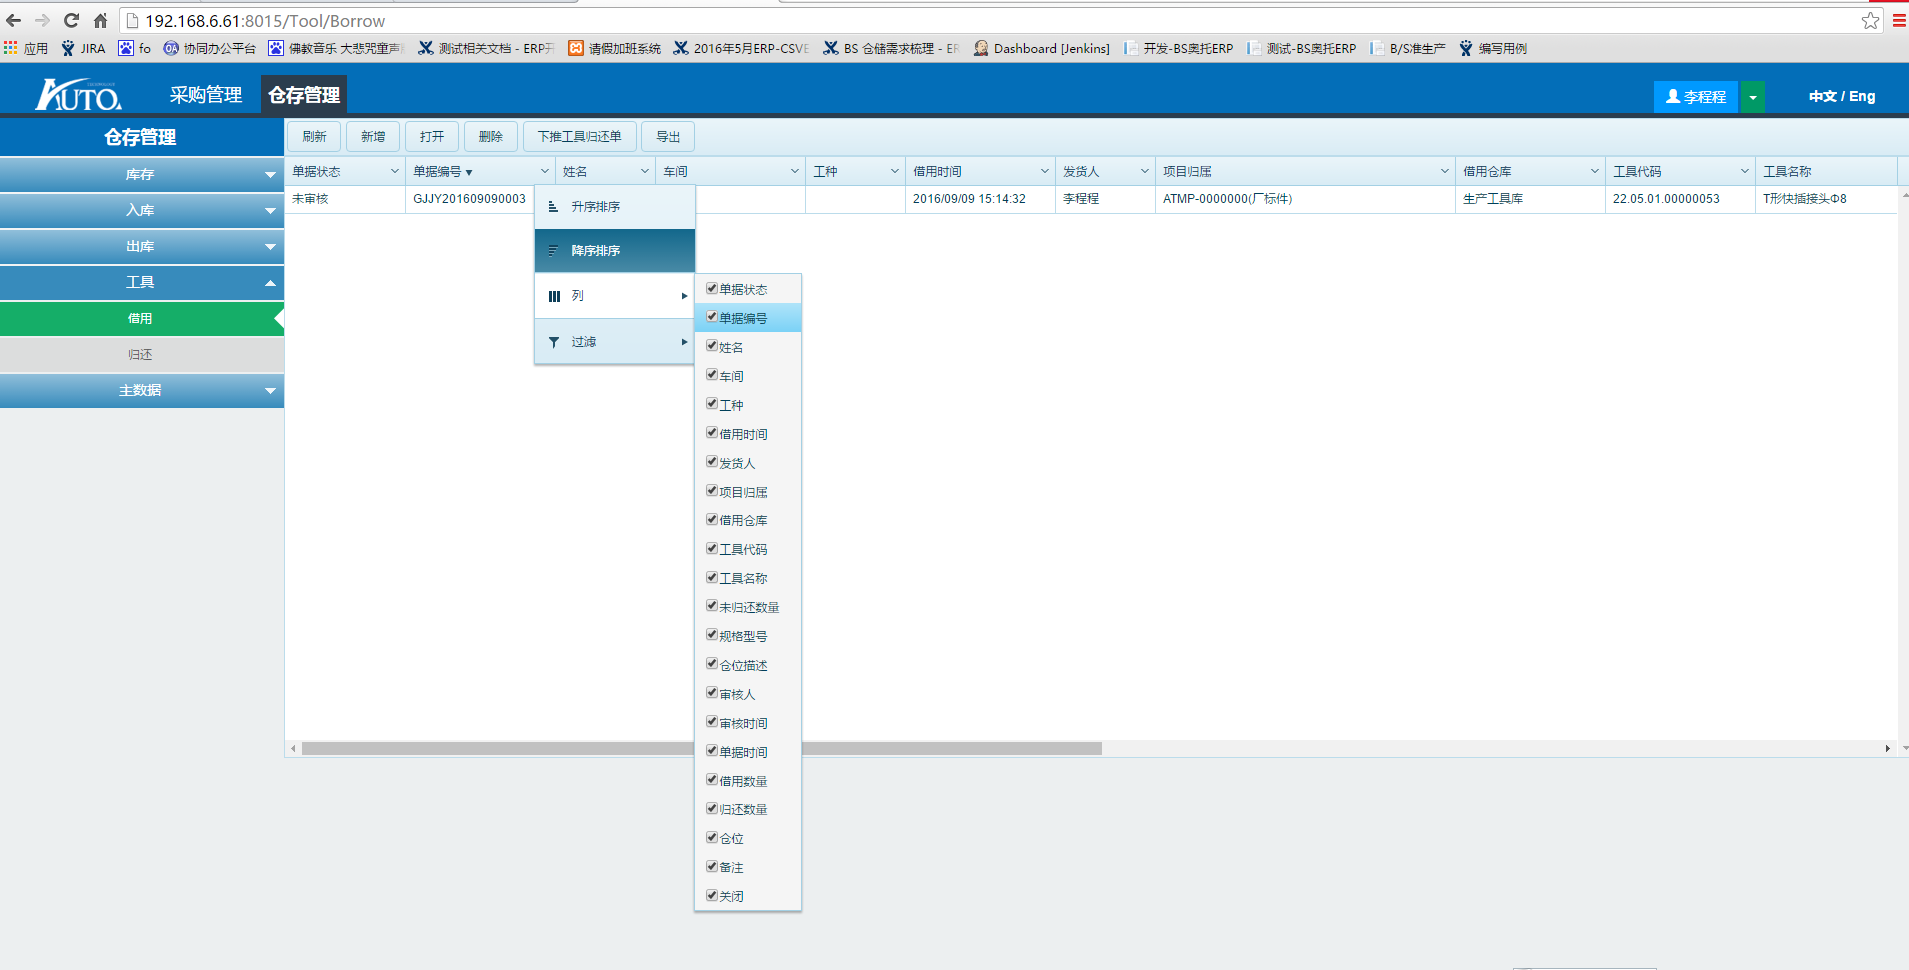 192.168.6.61:8015/Tool/Borrow
应用 JIRA fo 协同办公平台 佛教音乐 大悲咒童声 测试相关文档 - ERP开 请假加班系统 2016年5月ERP-CSVE BS 仓储需求梳理 - ER Dashboard [Jenkins] 开发-BS奥托ERP 测试-BS奥托ERP B/S准生产 编写用例
AUTO 采购管理 仓存管理 李程程 中文 / Eng
仓存管理
库存
入库
出库
工具
借用
归还
主数据
刷新 新增 打开 删除 下推工具归还单 导出
单据状态 单据编号 姓名 车间 工种 借用时间 发货人 项目归属 借用仓库 工具代码 工具名称
未审核 GJJY201609090003 2016/09/09 15:14:32 李程程 ATMP-0000000(厂标件) 生产工具库 22.05.01.00000053 T形快插接头Φ8
升序排序
降序排序
列
过滤
单据状态
单据编号
姓名
车间
工种
借用时间
发货人
项目归属
借用仓库
工具代码
工具名称
未归还数量
规格型号
仓位描述
审核人
审核时间
单据时间
借用数量
归还数量
仓位
备注
关闭